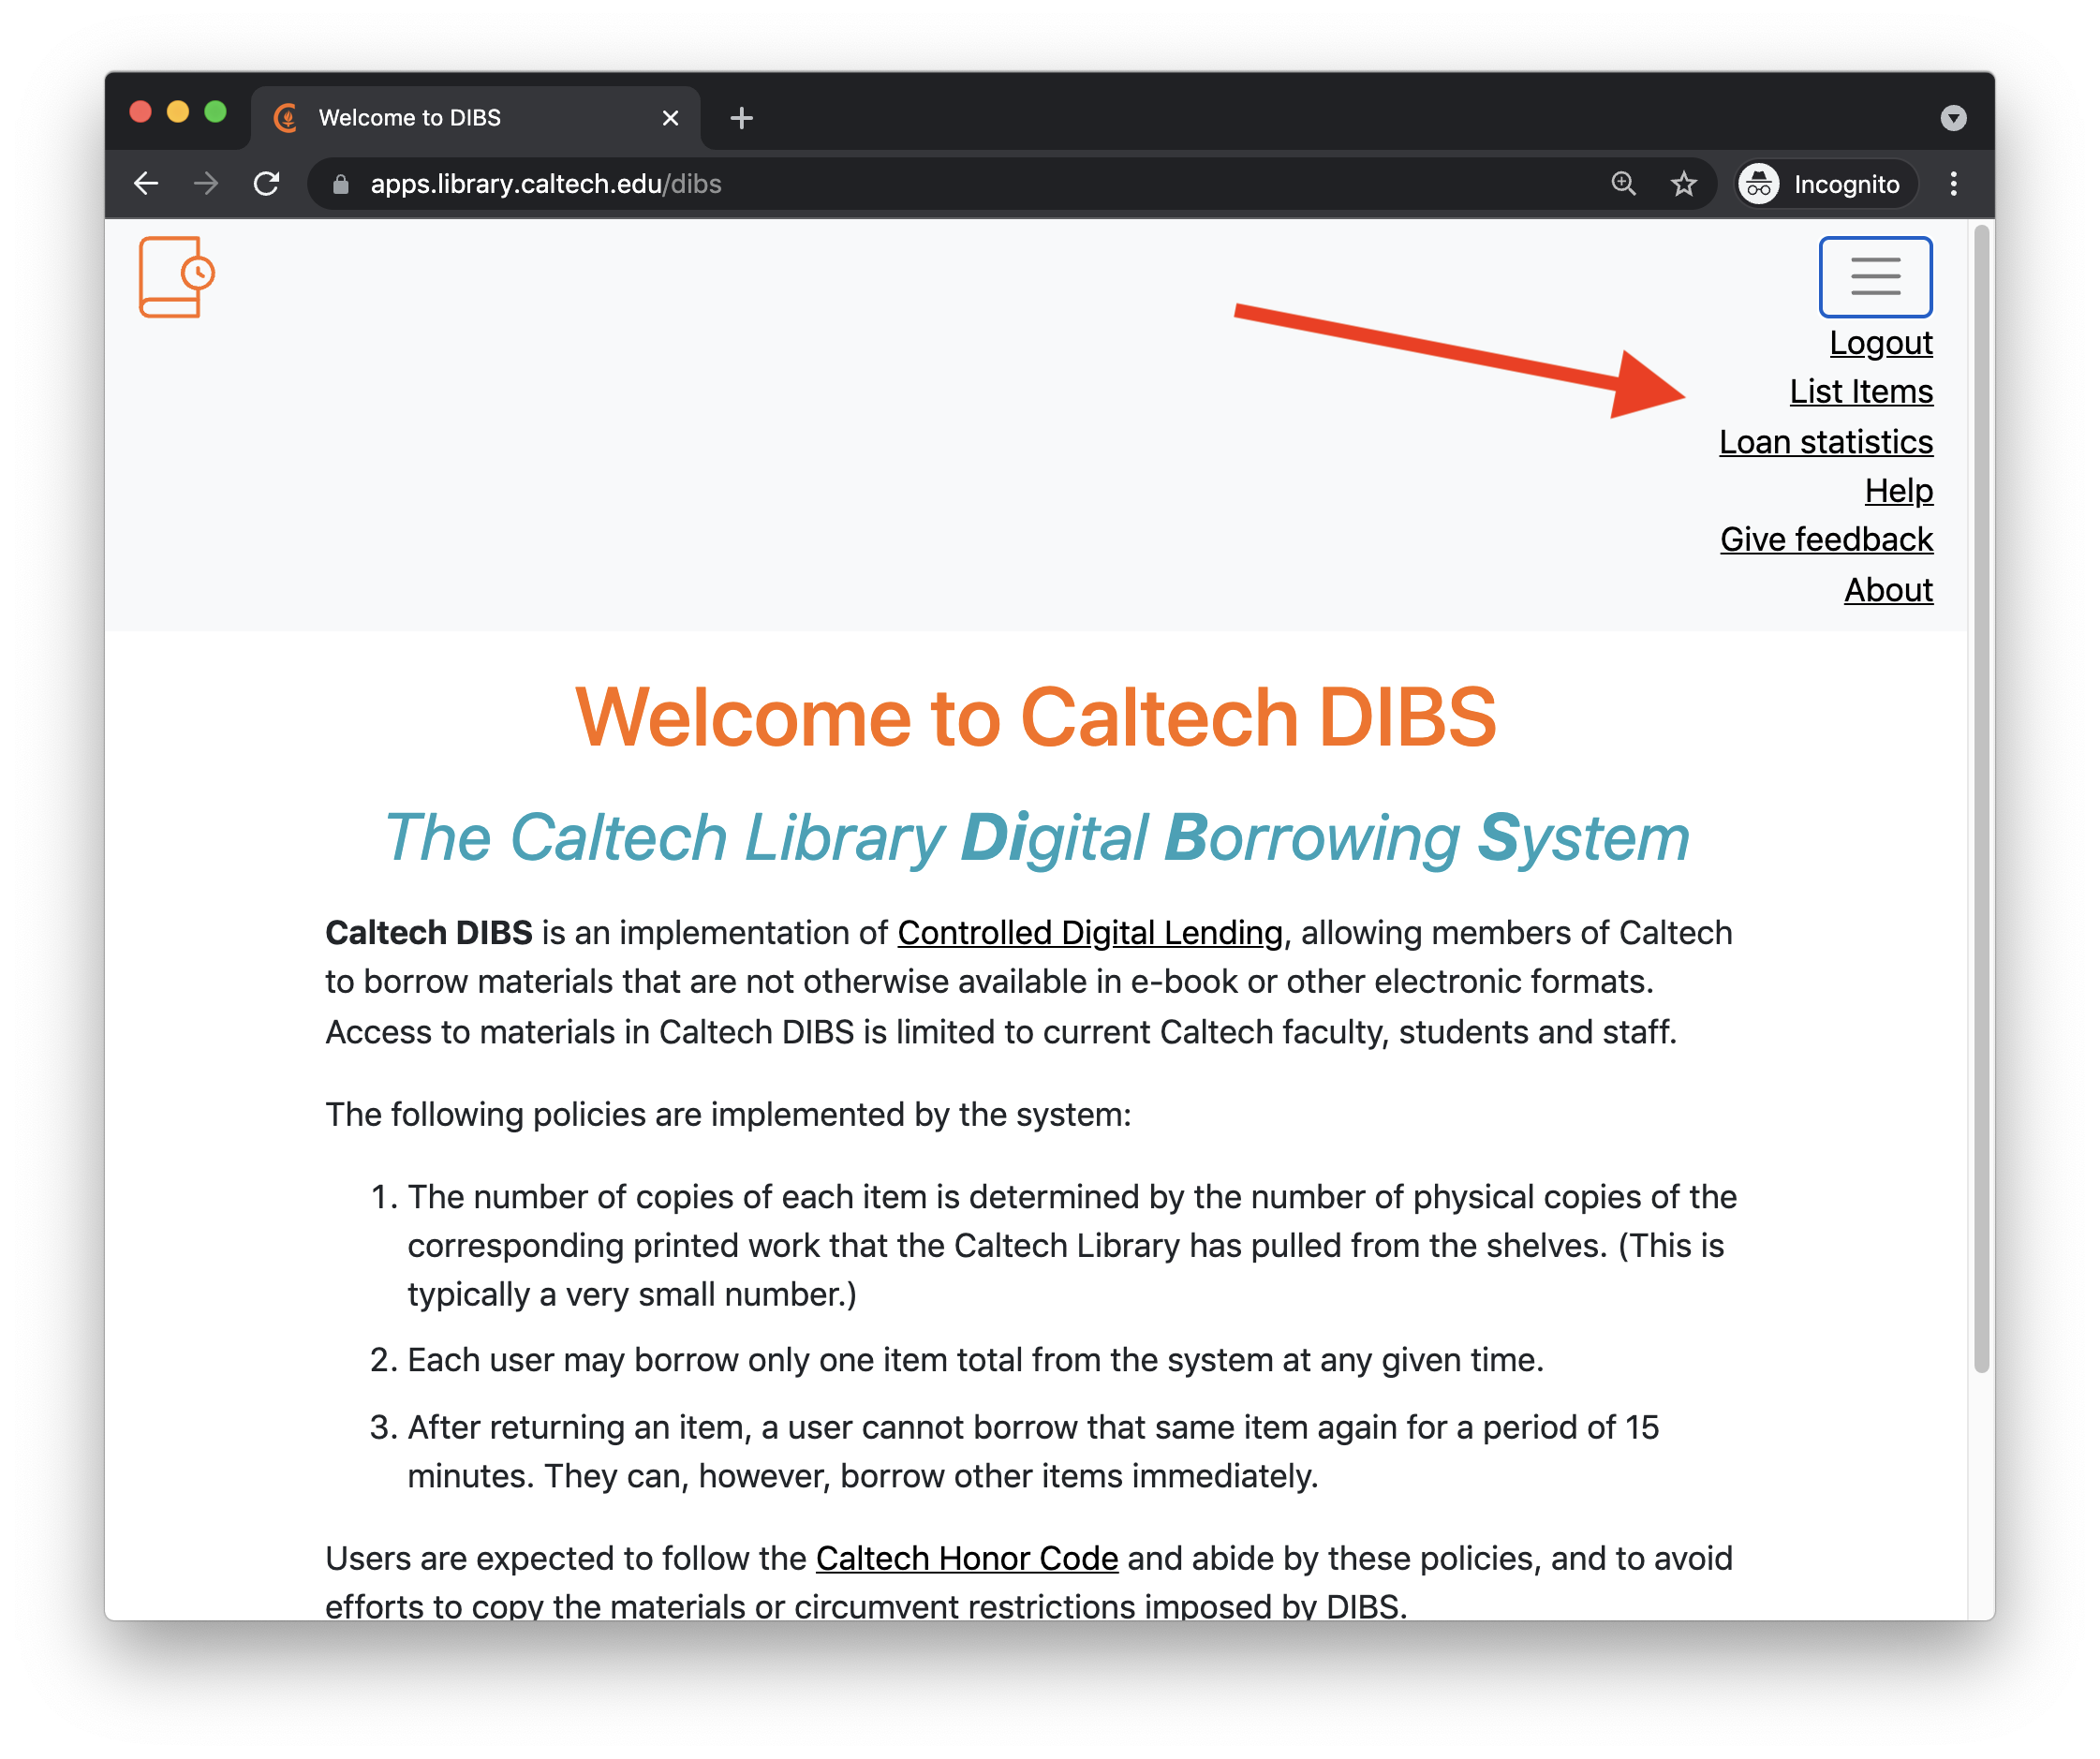 Welcome to DIBS
apps.library.caltech.edu/dibs
Incognito
Logout
List Items
Loan statistics
Help
Give feedback
About
Welcome to Caltech DIBS
The Caltech Library Digital Borrowing System
Caltech DIBS is an implementation of Controlled Digital Lending, allowing members of Caltech
to borrow materials that are not otherwise available in e-book or other electronic formats.
Access to materials in Caltech DIBS is limited to current Caltech faculty, students and staff.
The following policies are implemented by the system:
1. The number of copies of each item is determined by the number of physical copies of the
corresponding printed work that the Caltech Library has pulled from the shelves. (This is
typically a very small number.)
2. Each user may borrow only one item total from the system at any given time.
3. After returning an item, a user cannot borrow that same item again for a period of 15
minutes. They can, however, borrow other items immediately.
Users are expected to follow the Caltech Honor Code and abide by these policies, and to avoid
efforts to copy the materials or circumvent restrictions imposed by DIBS.